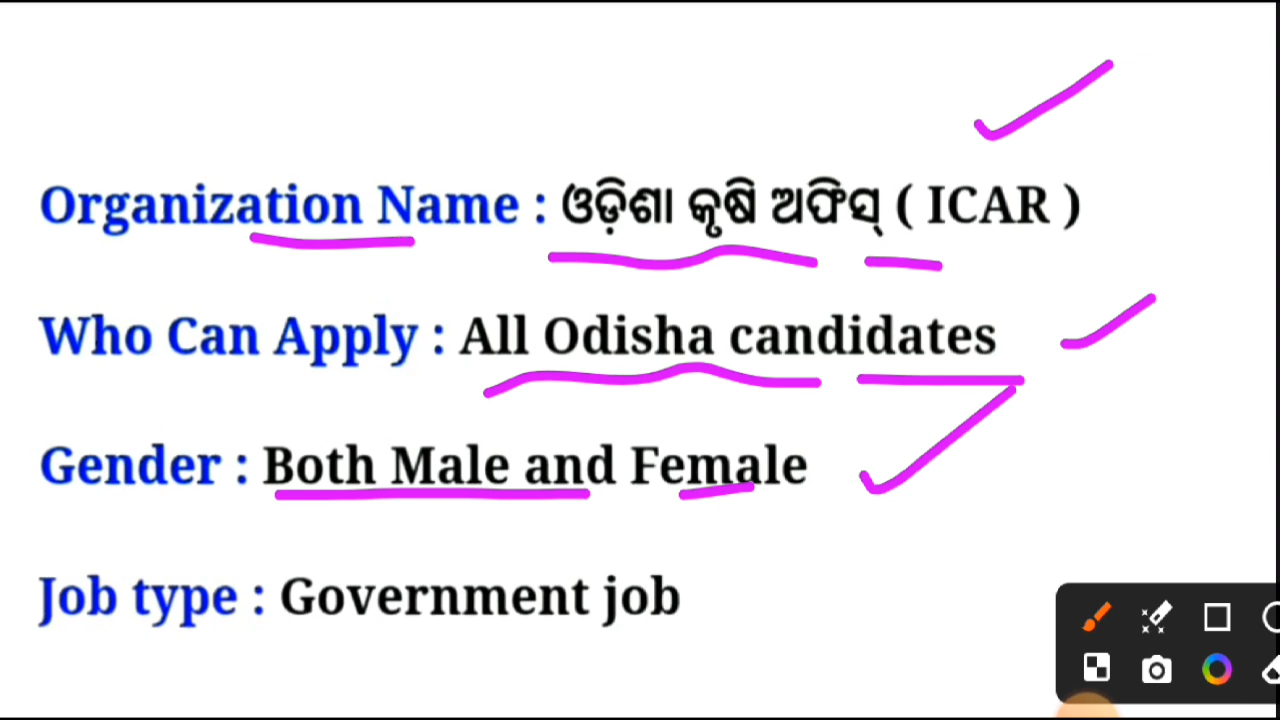 Organization Name : ଓଡ଼ିଶା କୃଷି ଅଫିସ୍ ( ICAR )
Who Can Apply : All Odisha candidates
Gender : Both Male and Female
Job type : Government job